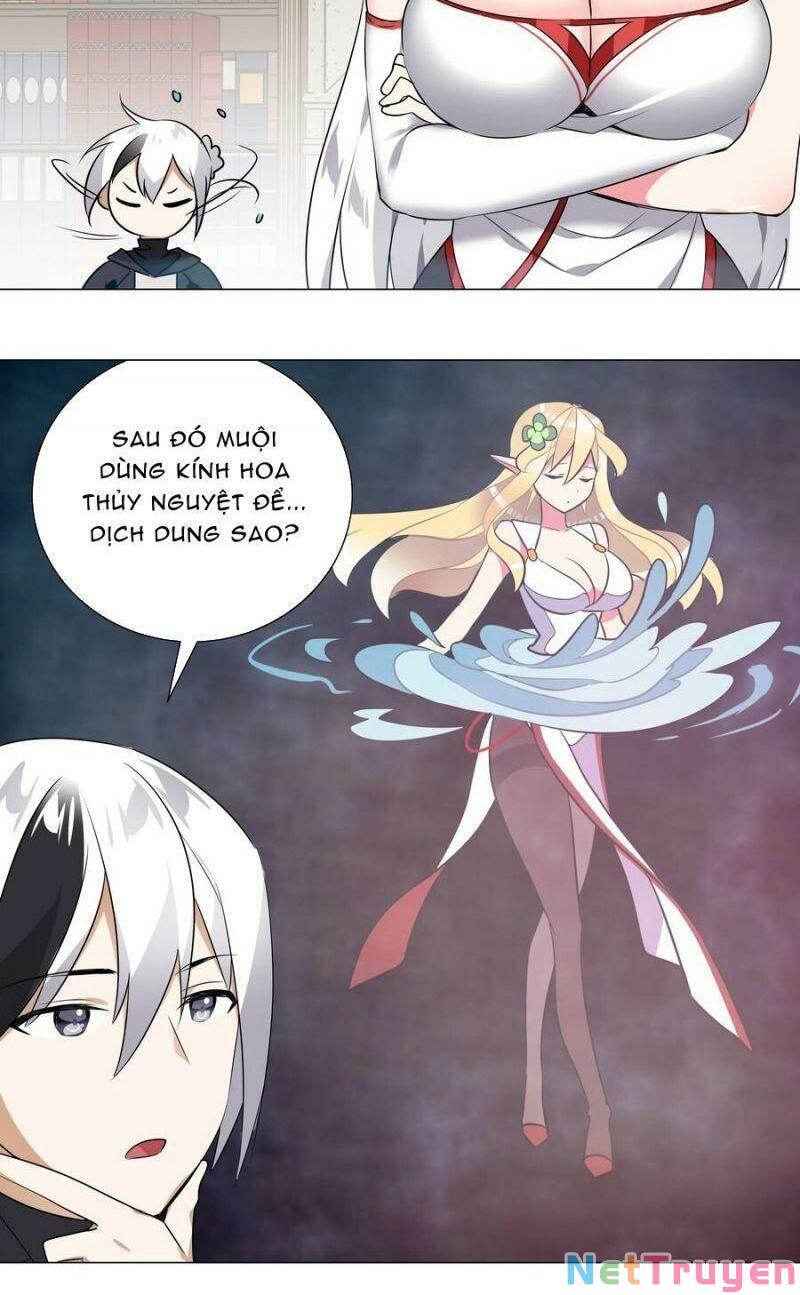 SAU ĐÓ MUỘI
DÙNG KÍNH HOA
THỦY NGUYỆT ĐỂ...
DỊCH DUNG SAO?
NetTruyen